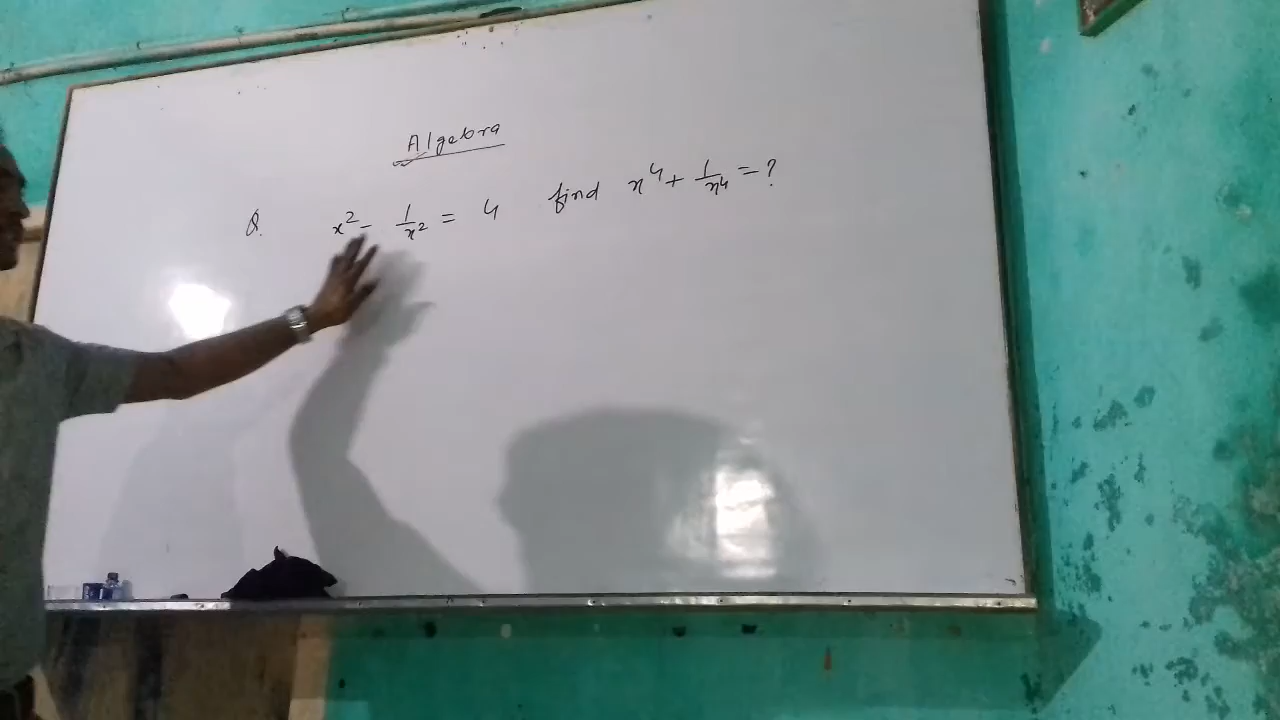 Algebra
Q. x² - 1/x² = 4 find x⁴ + 1/x⁴ = ?